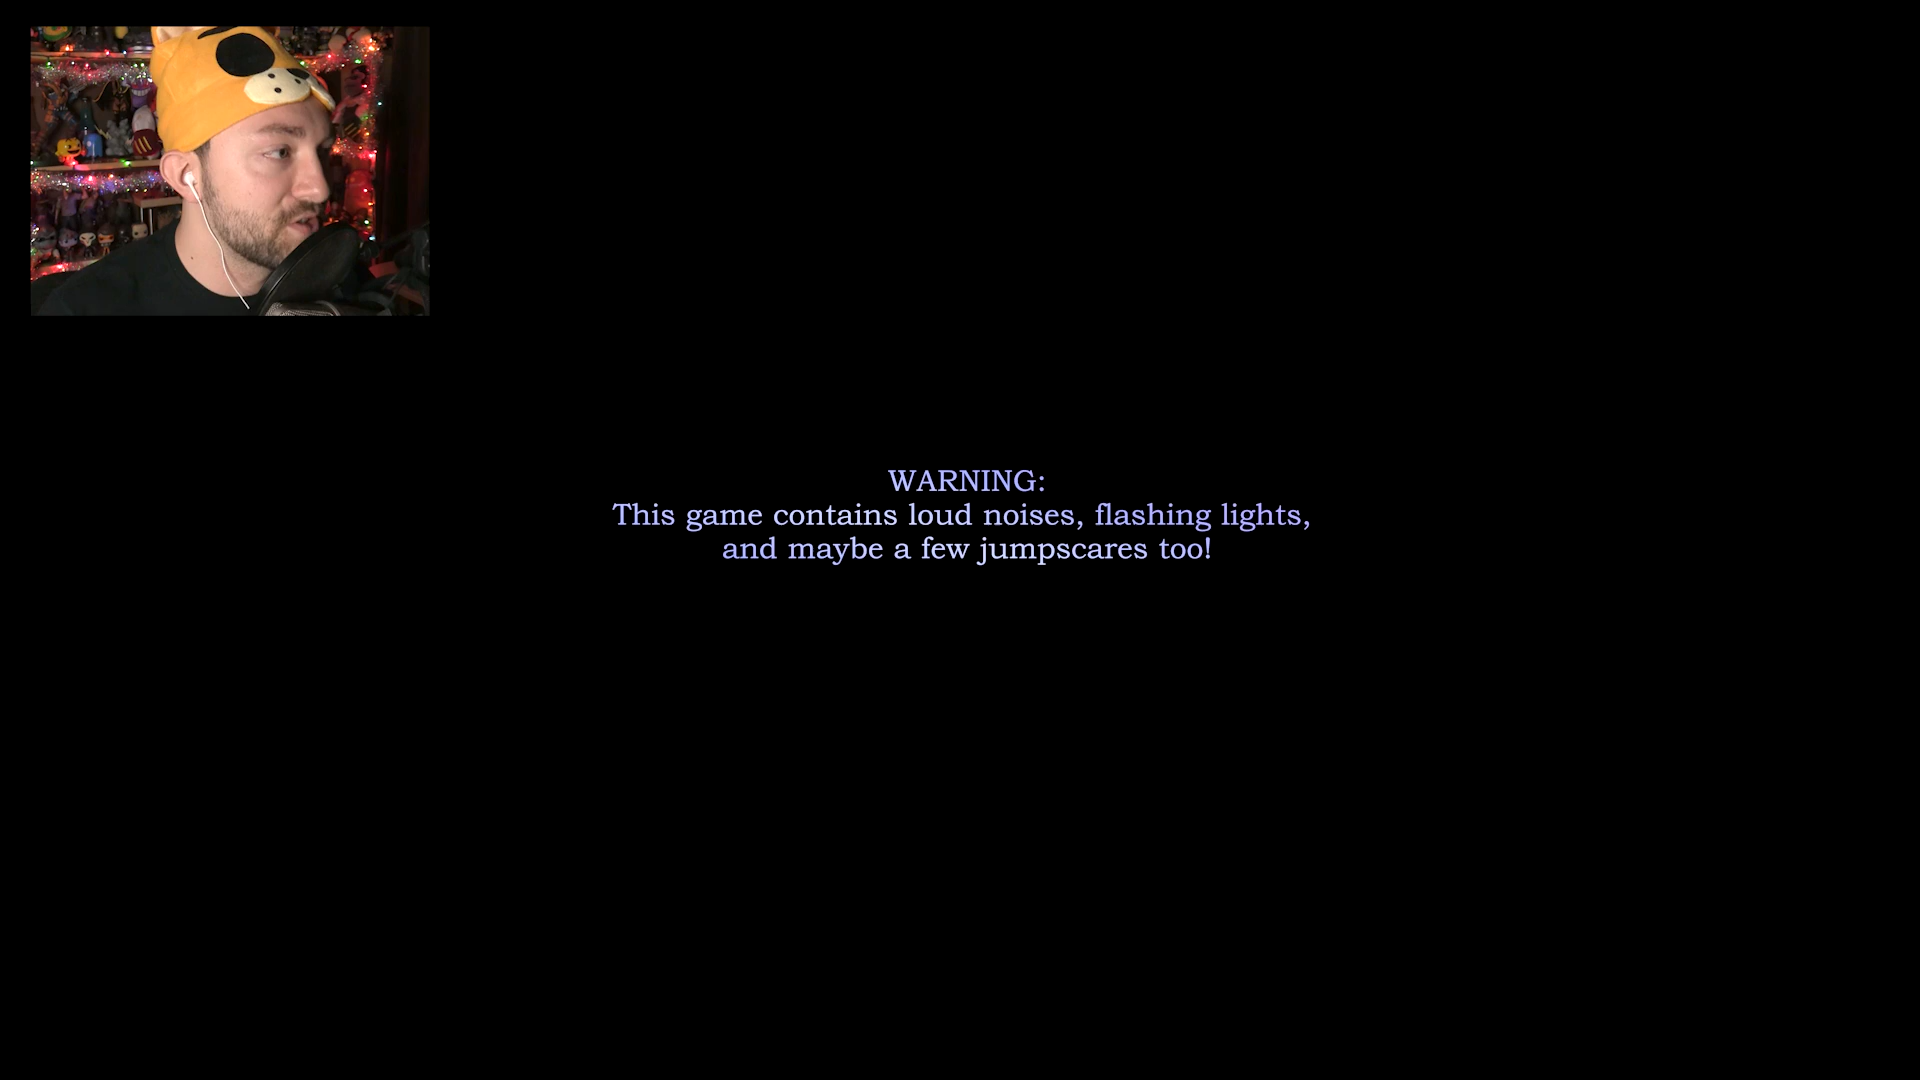 WARNING:
This game contains loud noises, flashing lights,
and maybe a few jumpscares too!